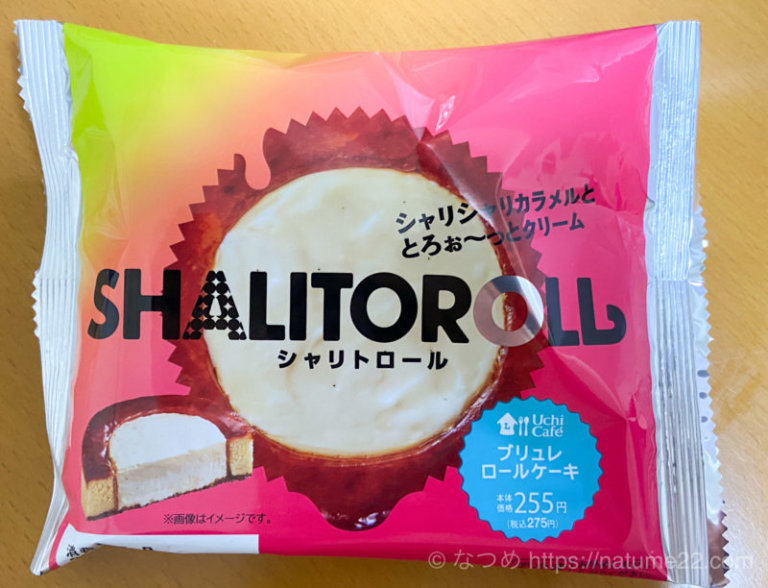 シャリシャリカラメルと
とろぉ〜っとクリーム
SHALITOROLL
シャリトロール
Uchi
Café
ブリュレ
ロールケーキ
本体
価格 255円
(税込275円)
※画像はイメージです。
© なつめ https://natume22.com